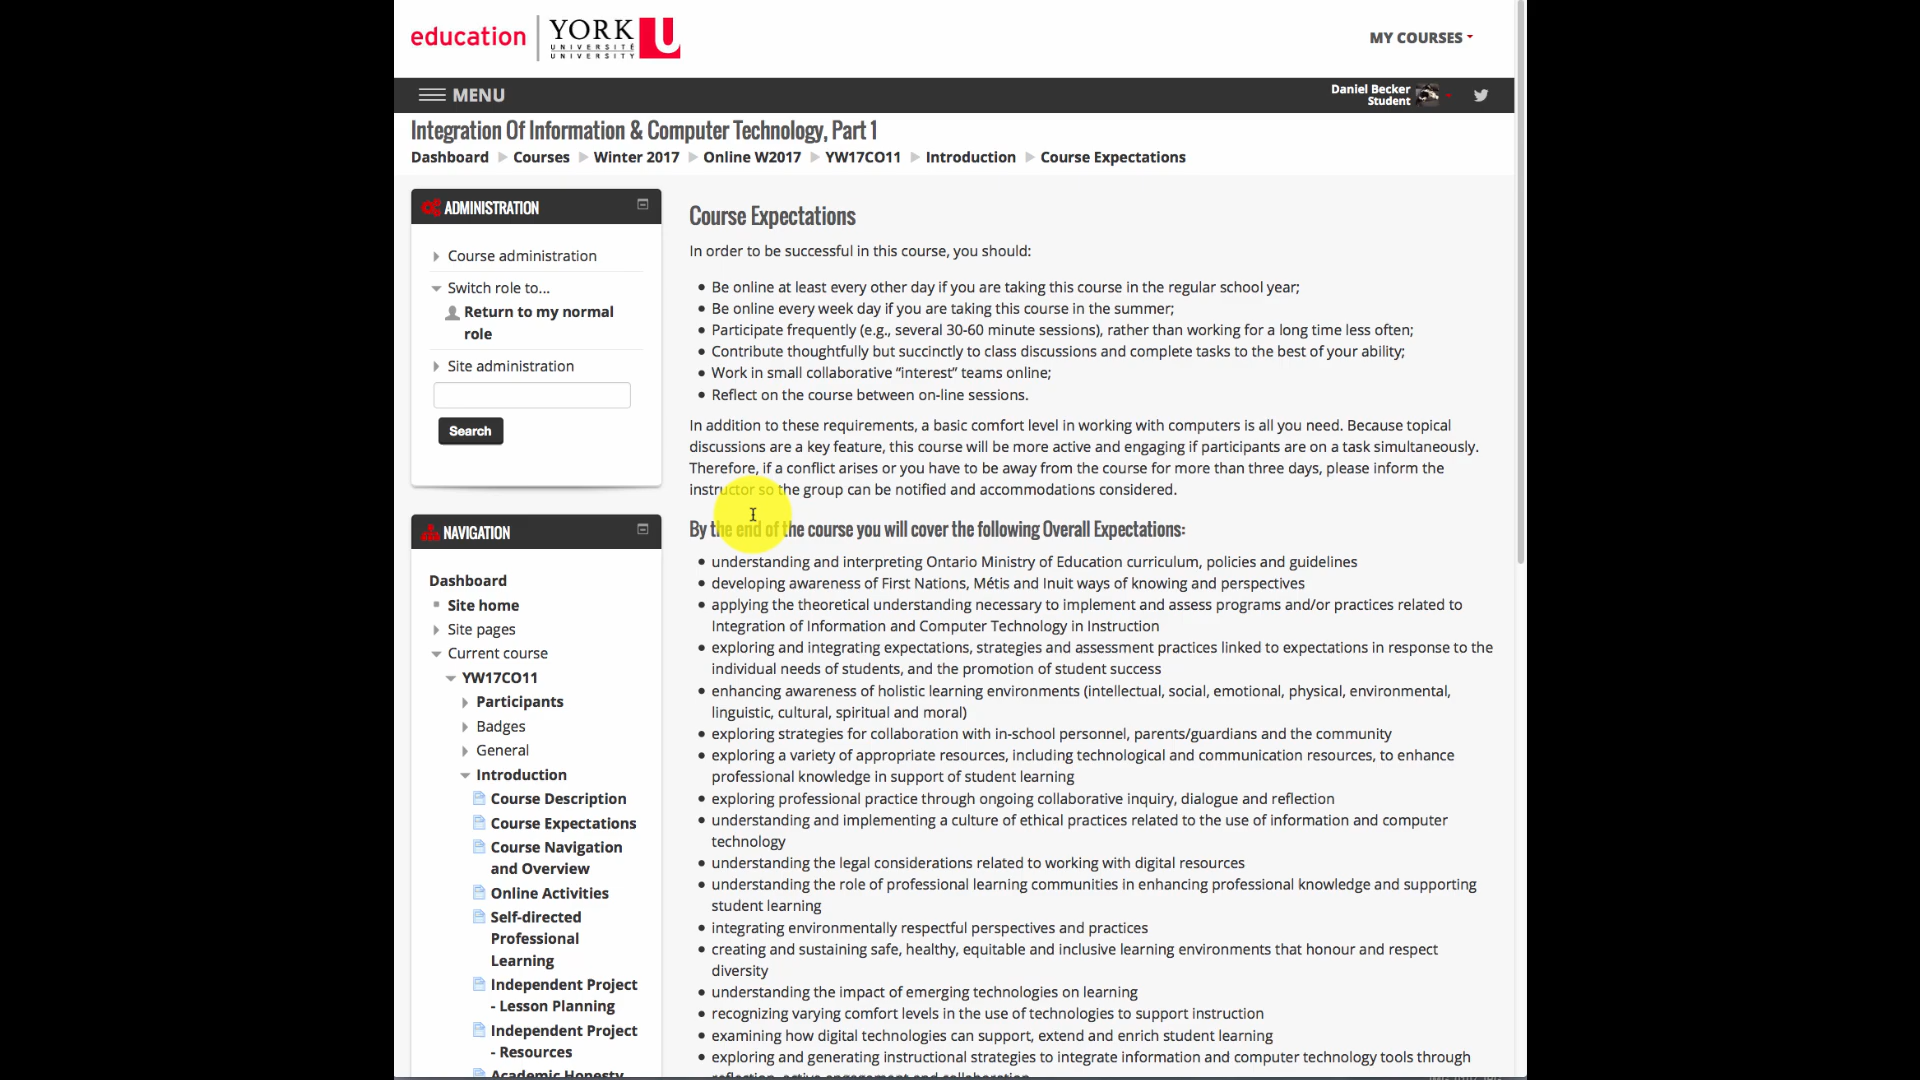 education
YORK
UNIVERSITÉ
UNIVERSITY
U
MY COURSES
MENU
Daniel Becker
Student
Integration Of Information & Computer Technology, Part 1
Dashboard Courses Winter 2017 Online W2017 YW17CO11 Introduction Course Expectations
ADMINISTRATION
Course administration
Switch role to...
Return to my normal
role
Site administration
Search
NAVIGATION
Dashboard
Site home
Site pages
Current course
YW17CO11
Participants
Badges
General
Introduction
Course Description
Course Expectations
Course Navigation
and Overview
Online Activities
Self-directed
Professional
Learning
Independent Project
- Lesson Planning
Independent Project
- Resources
Academic Honesty
Course Expectations
In order to be successful in this course, you should:
Be online at least every other day if you are taking this course in the regular school year;
Be online every week day if you are taking this course in the summer;
Participate frequently (e.g., several 30-60 minute sessions), rather than working for a long time less often;
Contribute thoughtfully but succinctly to class discussions and complete tasks to the best of your ability;
Work in small collaborative “interest” teams online;
Reflect on the course between on-line sessions.
In addition to these requirements, a basic comfort level in working with computers is all you need. Because topical
discussions are a key feature, this course will be more active and engaging if participants are on a task simultaneously.
Therefore, if a conflict arises or you have to be away from the course for more than three days, please inform the
instructor so the group can be notified and accommodations considered.
By the end of the course you will cover the following Overall Expectations:
understanding and interpreting Ontario Ministry of Education curriculum, policies and guidelines
developing awareness of First Nations, Métis and Inuit ways of knowing and perspectives
applying the theoretical understanding necessary to implement and assess programs and/or practices related to
Integration of Information and Computer Technology in Instruction
exploring and integrating expectations, strategies and assessment practices linked to expectations in response to the
individual needs of students, and the promotion of student success
enhancing awareness of holistic learning environments (intellectual, social, emotional, physical, environmental,
linguistic, cultural, spiritual and moral)
exploring strategies for collaboration with in-school personnel, parents/guardians and the community
exploring a variety of appropriate resources, including technological and communication resources, to enhance
professional knowledge in support of student learning
exploring professional practice through ongoing collaborative inquiry, dialogue and reflection
understanding and implementing a culture of ethical practices related to the use of information and computer
technology
understanding the legal considerations related to working with digital resources
understanding the role of professional learning communities in enhancing professional knowledge and supporting
student learning
integrating environmentally respectful perspectives and practices
creating and sustaining safe, healthy, equitable and inclusive learning environments that honour and respect
diversity
understanding the impact of emerging technologies on learning
recognizing varying comfort levels in the use of technologies to support instruction
examining how digital technologies can support, extend and enrich student learning
exploring and generating instructional strategies to integrate information and computer technology tools through
reflection, active engagement and collaboration